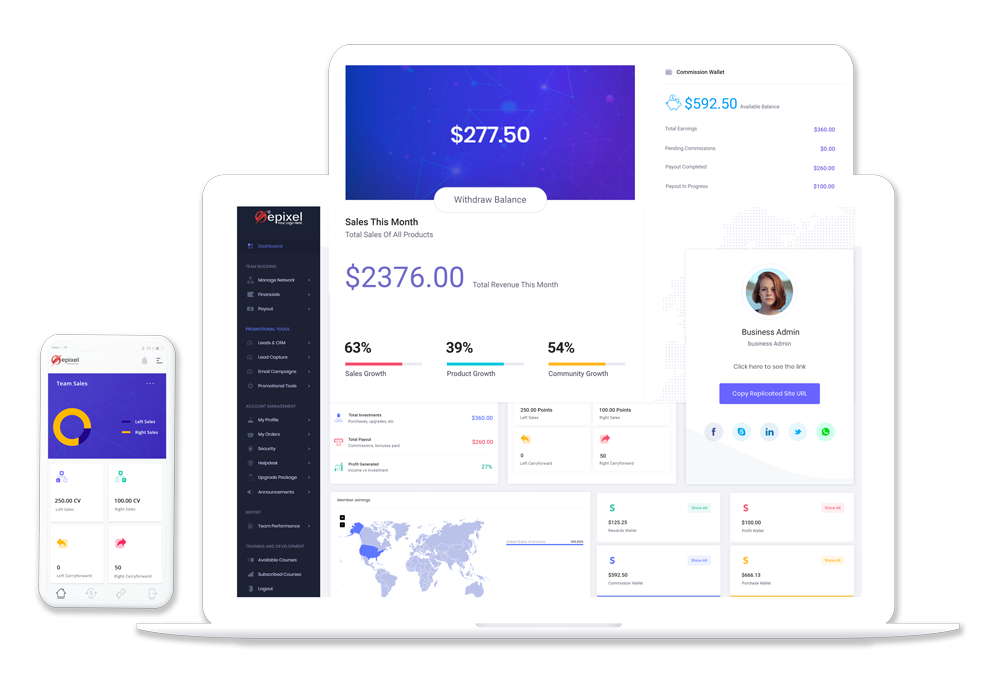 $277.50
Withdraw Balance
Commission Wallet
$592.50 Available Balance
Total Earnings $360.00
Pending Commissions $0.00
Payout Completed $260.00
Payout In Progress $100.00
Sales This Month
Total Sales Of All Products
$2376.00 Total Revenue This Month
63%
Sales Growth
39%
Product Growth
54%
Community Growth
epixel
Your Logo Here
Dashboard
TEAM BUILDING
Manage Network
Financials
Payout
PROMOTIONAL TOOLS
Leads & CRM
Lead Capture
Email Campaigns
Promotional Tools
ACCOUNT MANAGEMENT
My Profile
My Orders
Security
Helpdesk
Upgrade Package
Announcements
REPORT
Team Performance
TRAINING AND DEVELOPMENT
Available Courses
Subscribed Courses
Logout
Business Admin
business Admin
Click here to see the link
Copy Replicated Site URL
Total Investments
Purchases, upgrades, etc
$360.00
Total Payout
Commissions, bonuses paid
$260.00
Profit Generated
Income vs Investment
27%
250.00 Points
Left Sales
100.00 Points
Right Sales
0
Left Carryforward
50
Right Carryforward
Member Joinings
United States of America
$125.25
Rewards Wallet
Show All
$100.00
Profit Wallet
Show All
$592.50
Commission Wallet
Show All
$666.13
Purchase Wallet
Show All
epixel
Team Sales
Left Sales
Right Sales
250.00 CV
Left Sales
100.00 CV
Right Sales
0
Left Carryforward
50
Right Carryforward